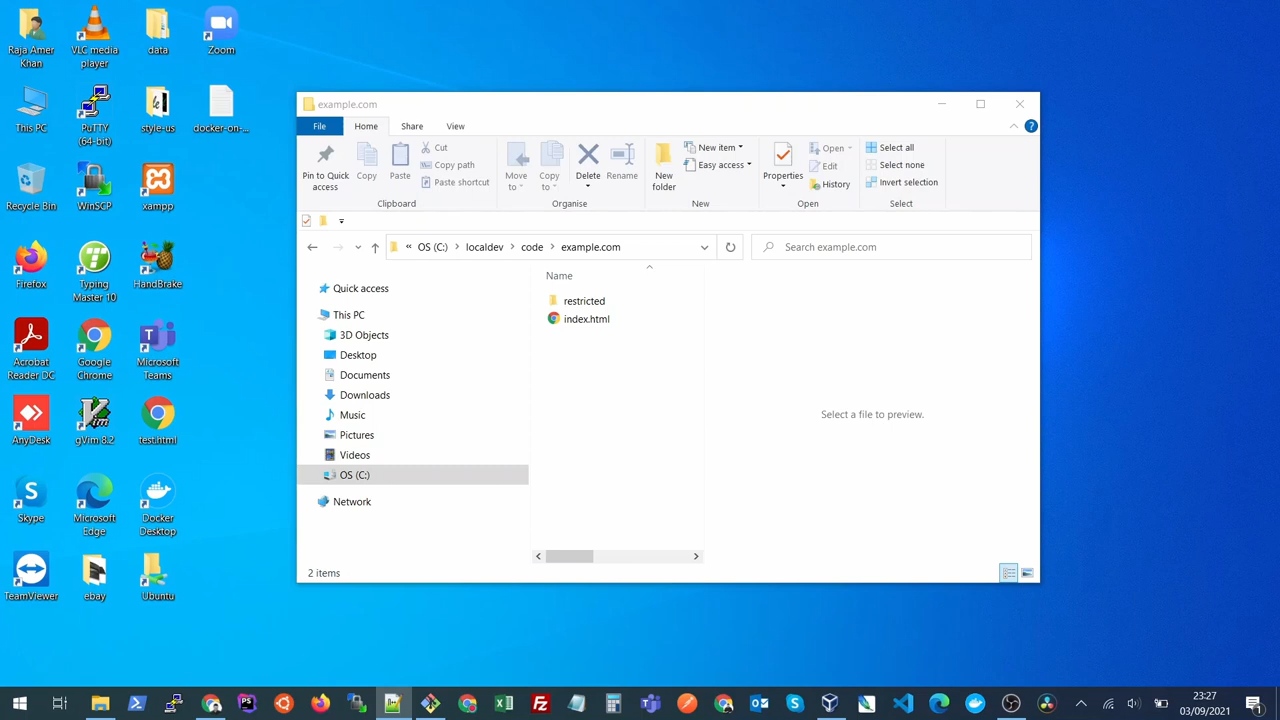 Raja Amer
Khan
VLC media
player
data
Zoom
This PC
PuTTY
(64-bit)
style-us
docker-on-...
Recycle Bin
WinSCP
xampp
Firefox
Typing
Master 10
HandBrake
Acrobat
Reader DC
Google
Chrome
Microsoft
Teams
AnyDesk
gVim 8.2
test.html
Skype
Microsoft
Edge
Docker
Desktop
TeamViewer
ebay
Ubuntu
example.com
File Home Share View
Pin to Quick
access
Copy
Paste
Cut
Copy path
Paste shortcut
Clipboard
Move
to
Copy
to
Delete
Rename
Organise
New
folder
New item
Easy access
New
Properties
Open
Edit
History
Open
Select all
Select none
Invert selection
Select
« OS (C:) > localdev > code > example.com
Search example.com
Quick access
This PC
3D Objects
Desktop
Documents
Downloads
Music
Pictures
Videos
OS (C:)
Network
Name
restricted
index.html
Select a file to preview.
2 items
23:27
03/09/2021